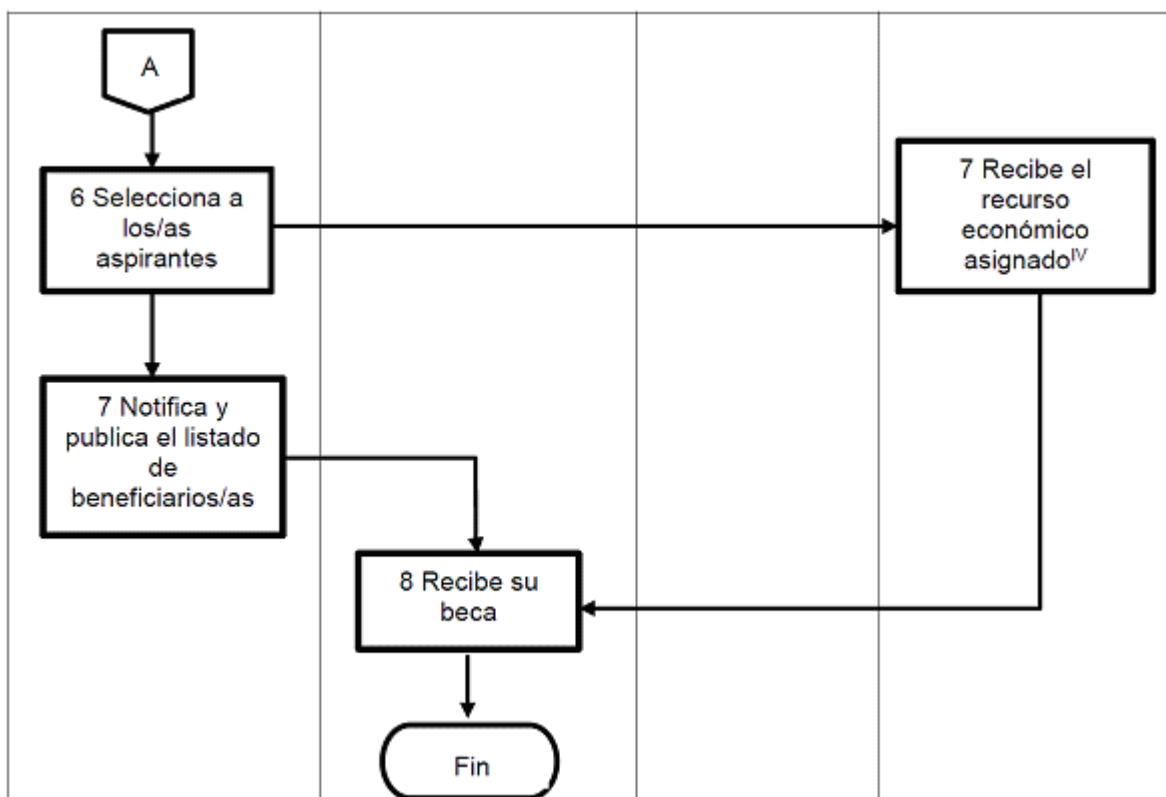 A
6 Selecciona a
los/as
aspirantes
7 Recibe el
recurso
económico
asignadoIV
7 Notifica y
publica el listado
de
beneficiarios/as
8 Recibe su
beca
Fin